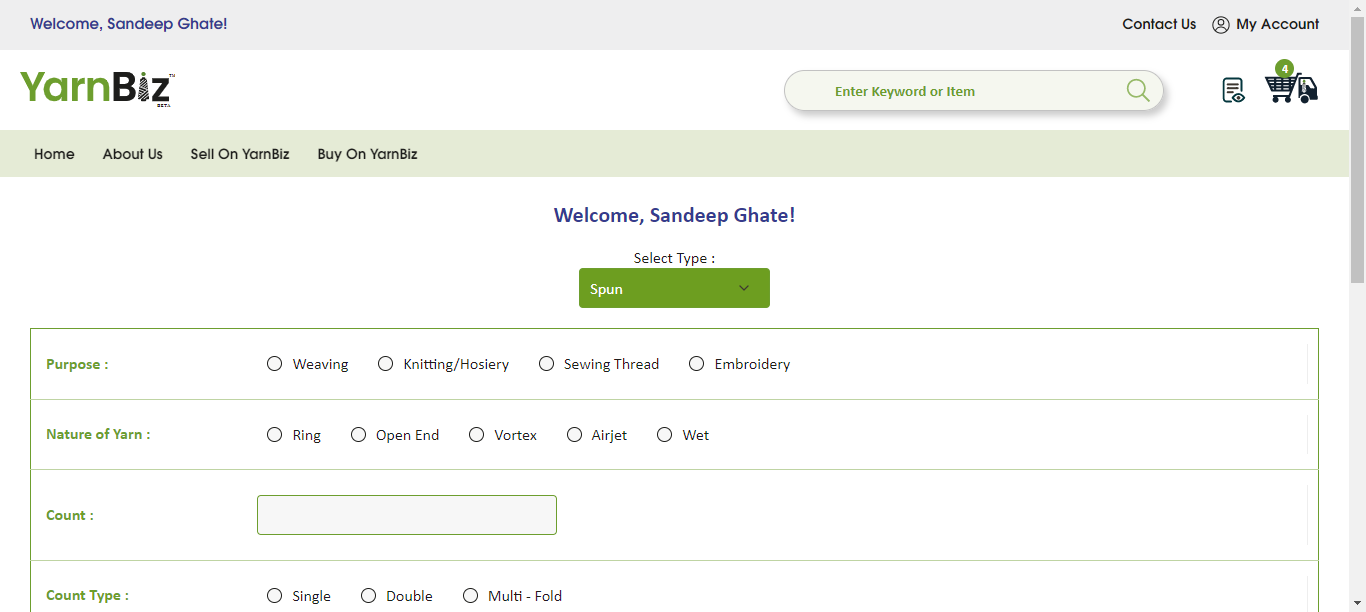 Welcome, Sandeep Ghate!
Contact Us My Account
YarnBiz™
BETA
Enter Keyword or Item
4
Home About Us Sell On YarnBiz Buy On YarnBiz
Welcome, Sandeep Ghate!
Select Type :
Spun
Purpose : Weaving Knitting/Hosiery Sewing Thread Embroidery
Nature of Yarn : Ring Open End Vortex Airjet Wet
Count :
Count Type : Single Double Multi - Fold